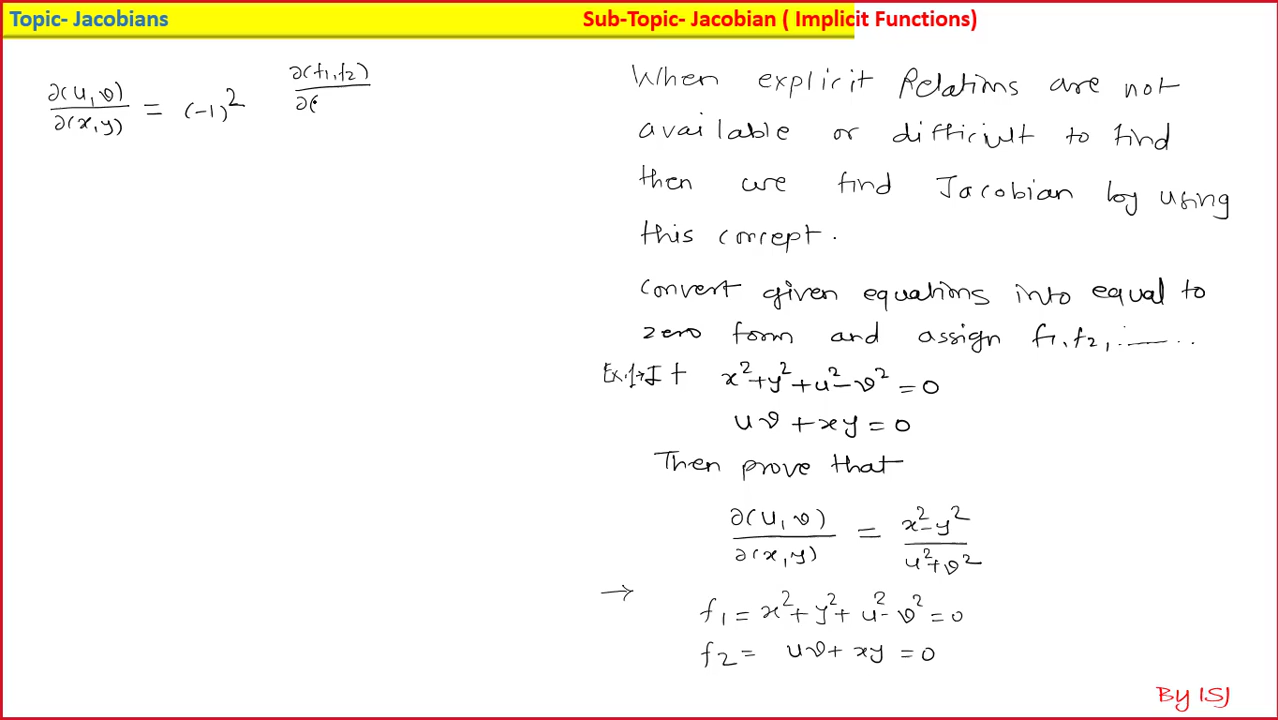 Topic- Jacobians
Sub-Topic- Jacobian ( Implicit Functions)
∂(u,v)/∂(x,y) = (-1)² ∂(f₁,f₂)/∂(
When explicit Relations are not
available or difficult to find
then we find Jacobian by using
this concept.
Convert given equations into equal to
zero form and assign f₁,f₂, ......
Ex.1→ If x²+y²+u²-v² = 0
uv+xy = 0
Then prove that
∂(u,v)/∂(x,y) = x²-y²/u²+v²
→ f₁ = x²+y²+u²-v² = 0
f₂ = uv+xy = 0
By ISJ